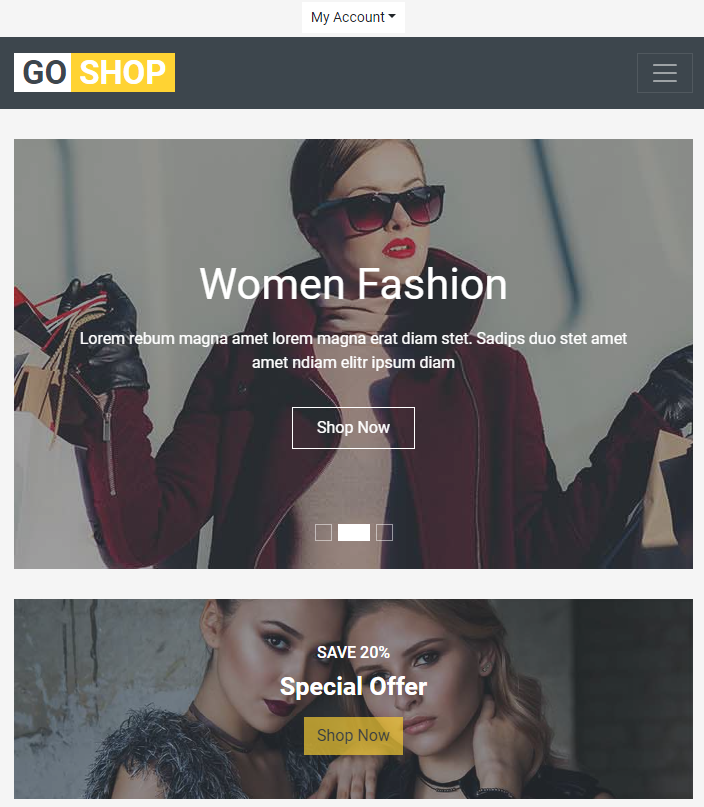 My Account
GO SHOP
Women Fashion
Lorem rebum magna amet lorem magna erat diam stet. Sadips duo stet amet
amet ndiam elitr ipsum diam
Shop Now
SAVE 20%
Special Offer
Shop Now